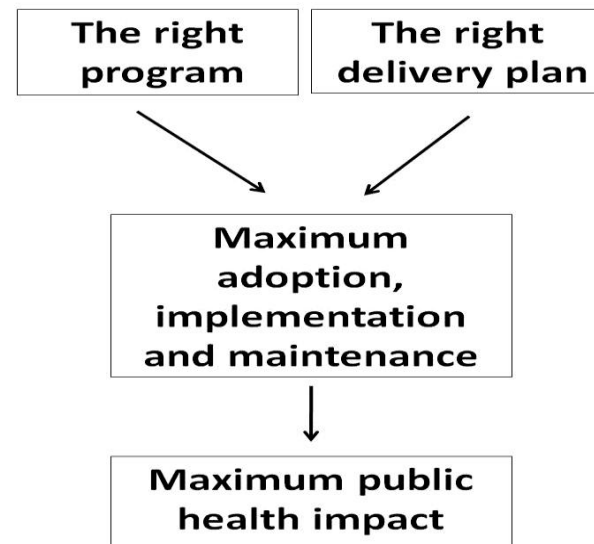 The right
program
The right
delivery plan
Maximum
adoption,
implementation
and maintenance
Maximum public
health impact